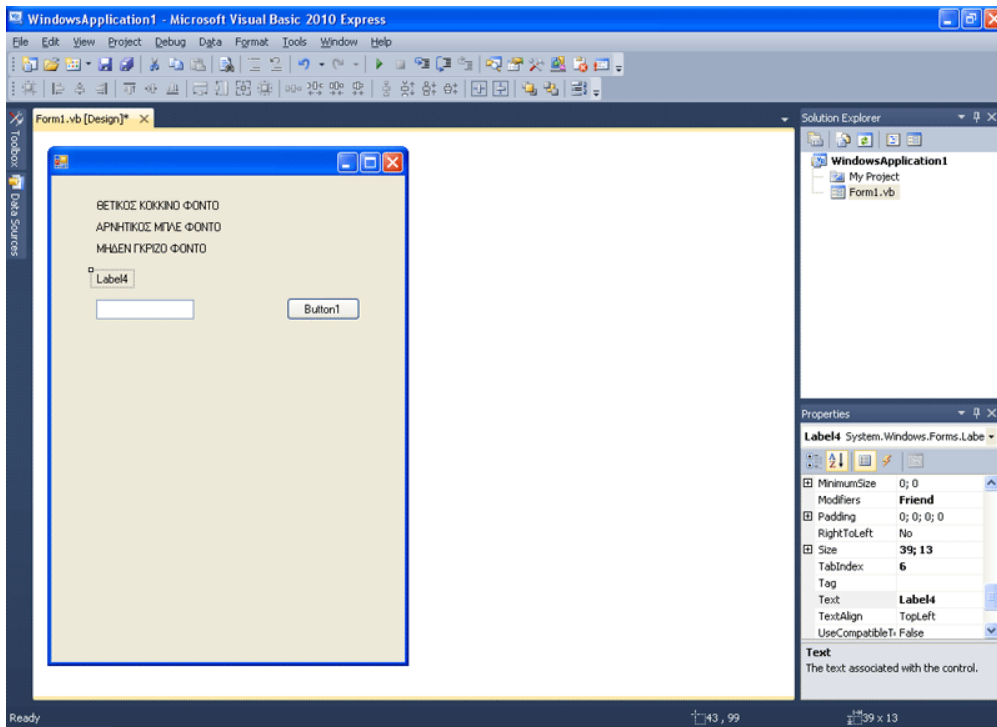 WindowsApplication1 - Microsoft Visual Basic 2010 Express
File Edit View Project Debug Data Format Tools Window Help
Form1.vb [Design]*
Toolbox
Data Sources
ΘΕΤΙΚΟΣ ΚΟΚΚΙΝΟ ΦΟΝΤΟ
ΑΡΝΗΤΙΚΟΣ ΜΠΛΕ ΦΟΝΤΟ
ΜΗΔΕΝ ΓΚΡΙΖΟ ΦΟΝΤΟ
Label4
Button1
Solution Explorer
WindowsApplication1
My Project
Form1.vb
Properties
Label4 System.Windows.Forms.Labe
MinimumSize 0; 0
Modifiers Friend
Padding 0; 0; 0; 0
RightToLeft No
Size 39; 13
TabIndex 6
Tag
Text Label4
TextAlign TopLeft
UseCompatibleT False
Text
The text associated with the control.
Ready 43 , 99 39 x 13